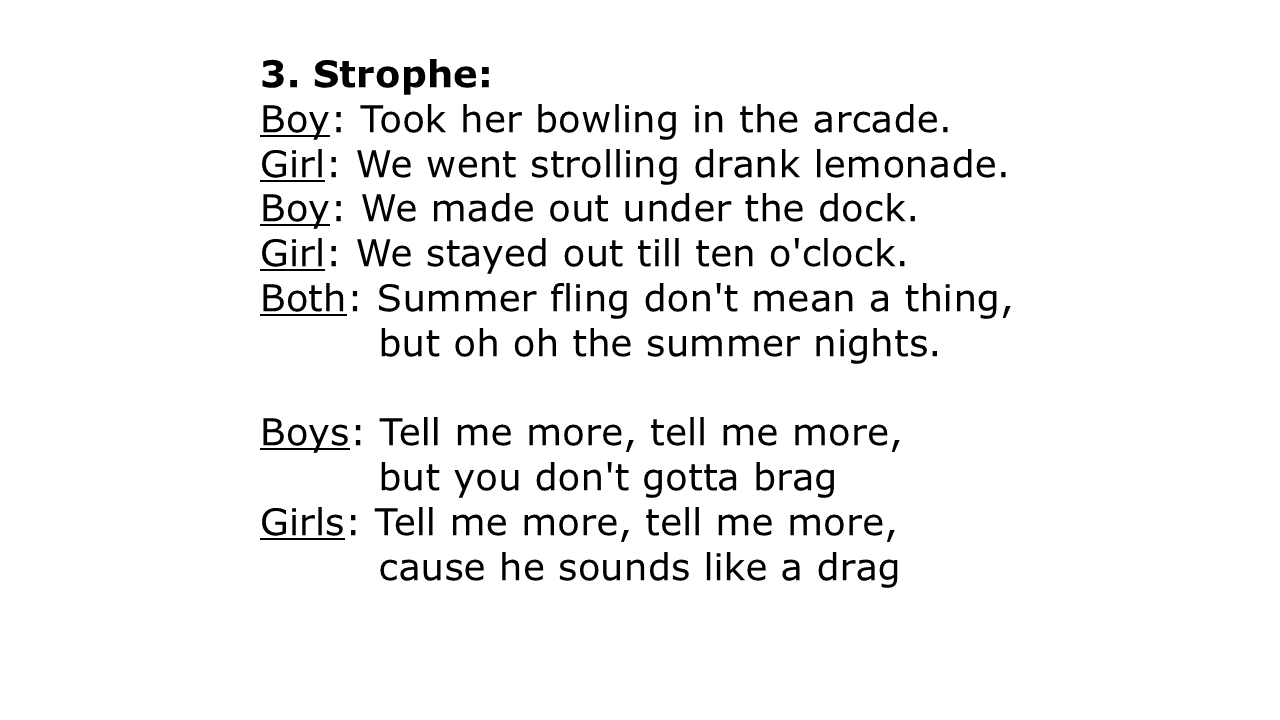 3. Strophe:
Boy: Took her bowling in the arcade.
Girl: We went strolling drank lemonade.
Boy: We made out under the dock.
Girl: We stayed out till ten o'clock.
Both: Summer fling don't mean a thing,
but oh oh the summer nights.
Boys: Tell me more, tell me more,
but you don't gotta brag
Girls: Tell me more, tell me more,
cause he sounds like a drag